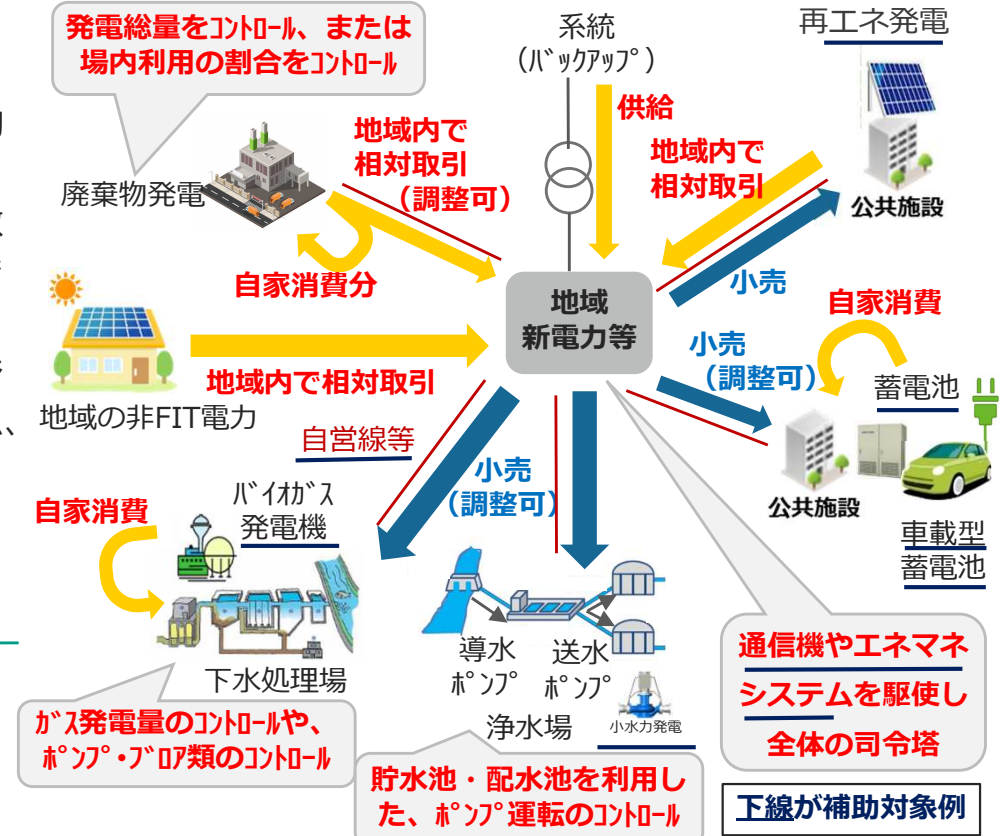 発電総量をｺﾝﾄﾛｰﾙ、または
場内利用の割合をｺﾝﾄﾛｰﾙ
系統
（ﾊﾞｯｸｱｯﾌﾟ）
再エネ発電
供給
地域内で
相対取引
（調整可）
地域内で
相対取引
廃棄物発電
公共施設
自家消費分
小売
地域
新電力等
自家消費
小売
（調整可）
蓄電池
地域内で相対取引
地域の非FIT電力
自営線等
小売
（調整可）
公共施設
車載型
蓄電池
自家消費
ﾊﾞｲｵｶﾞｽ
発電機
導水
ﾎﾟﾝﾌﾟ
送水
ﾎﾟﾝﾌﾟ
下水処理場
浄水場
小水力発電
通信機やエネマネ
システムを駆使し
全体の司令塔
ｶﾞｽ発電量のｺﾝﾄﾛｰﾙや、
ﾎﾟﾝﾌﾟ・ﾌﾞﾛｱ類のｺﾝﾄﾛｰﾙ
貯水池・配水池を利用し
た、ﾎﾟﾝﾌﾟ運転のｺﾝﾄﾛｰﾙ
下線が補助対象例